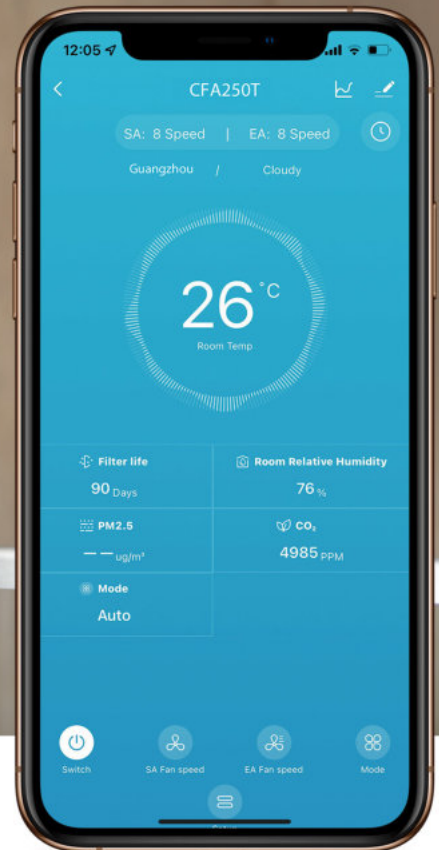 12:05
CFA250T
SA: 8 Speed | EA: 8 Speed
Guangzhou / Cloudy
26 °C
Room Temp
Filter life
90 Days
Room Relative Humidity
76 %
PM2.5
— — ug/m³
CO₂
4985 PPM
Mode
Auto
Switch
SA Fan speed
EA Fan speed
Mode